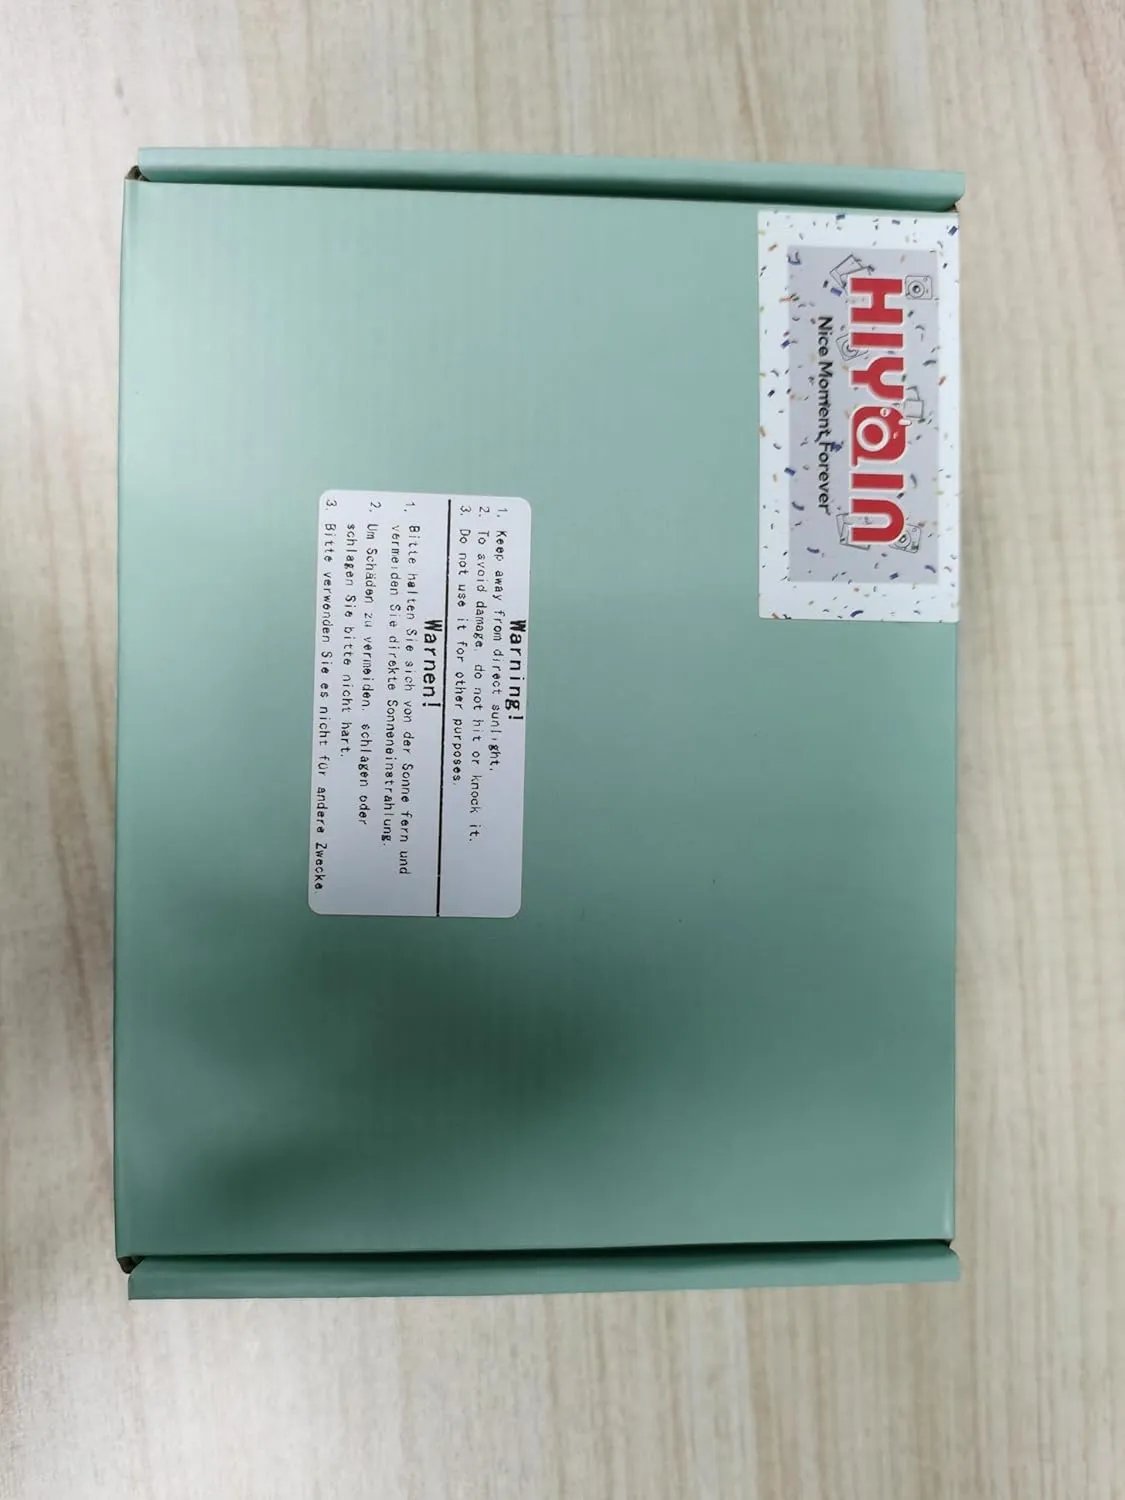 HIYAIN
Nice Moment Forever
Warning!
1. Keep away from direct sunlight.
2. To avoid damage, do not hit or knock it.
3. Do not use it for other purposes.
Warnen!
1. Bitte halten Sie sich von der Sonne fern und
vermeiden Sie direkte Sonneneinstrahlung.
2. Um Schäden zu vermeiden, schlagen oder
schlagen Sie bitte nicht hart.
3. Bitte verwenden Sie es nicht für andere Zwecke.